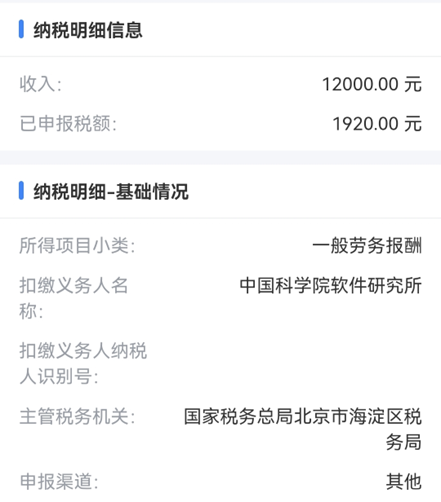 纳税明细信息
收入： 12000.00 元
已申报税额： 1920.00 元
纳税明细-基础情况
所得项目小类： 一般劳务报酬
扣缴义务人名 中国科学院软件研究所
称：
扣缴义务人纳税
人识别号：
主管税务机关： 国家税务总局北京市海淀区税
务局
申报渠道： 其他